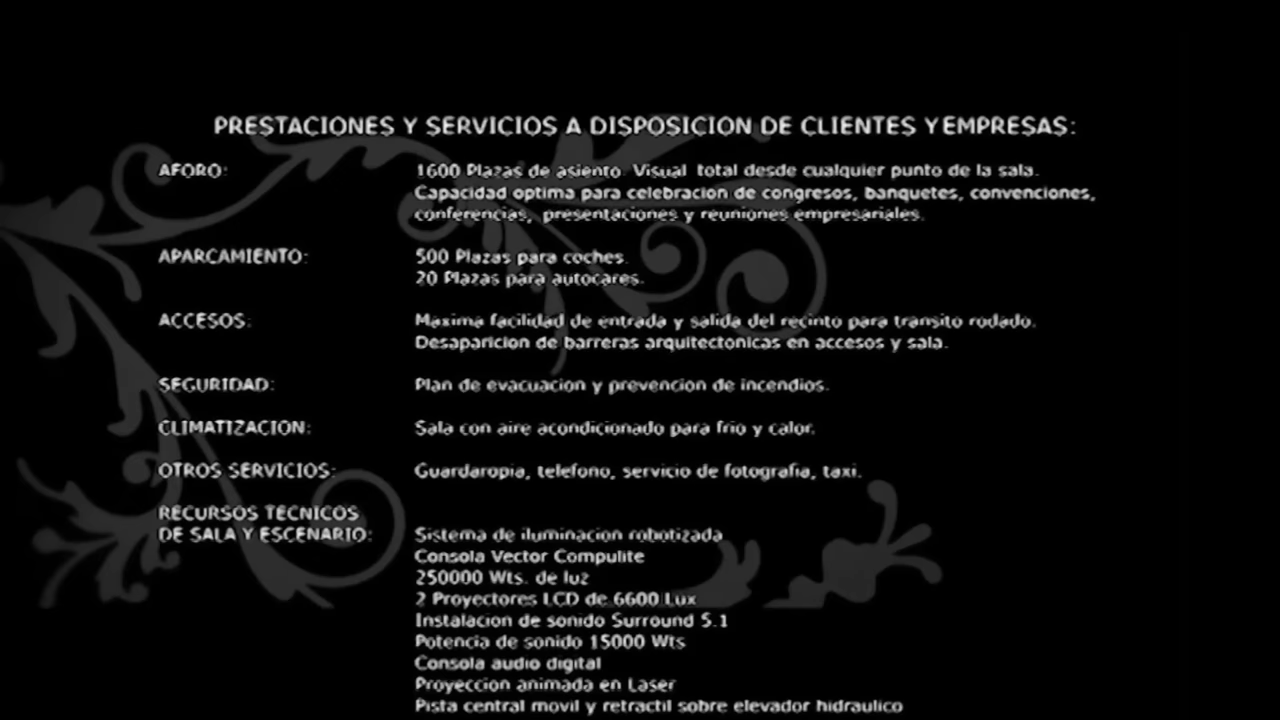 PRESTACIONES Y SERVICIOS A DISPOSICION DE CLIENTES Y EMPRESAS:
AFORO: 1600 Plazas de asiento. Visual total desde cualquier punto de la sala.
Capacidad optima para celebracion de congresos, banquetes, convenciones,
conferencias, presentaciones y reuniones empresariales.
APARCAMIENTO: 500 Plazas para coches.
20 Plazas para autocares.
ACCESOS: Maxima facilidad de entrada y salida del recinto para transito rodado.
Desaparicion de barreras arquitectonicas en accesos y sala.
SEGURIDAD: Plan de evacuacion y prevencion de incendios.
CLIMATIZACION: Sala con aire acondicionado para frio y calor.
OTROS SERVICIOS: Guardaropia, telefono, servicio de fotografia, taxi.
RECURSOS TECNICOS
DE SALA Y ESCENARIO: Sistema de iluminacion robotizada
Consola Vector Compulite
250000 Wts. de luz
2 Proyectores LCD de 6600 Lux
Instalacion de sonido Surround 5.1
Potencia de sonido 15000 Wts
Consola audio digital
Proyeccion animada en Laser
Pista central movil y retractil sobre elevador hidraulico